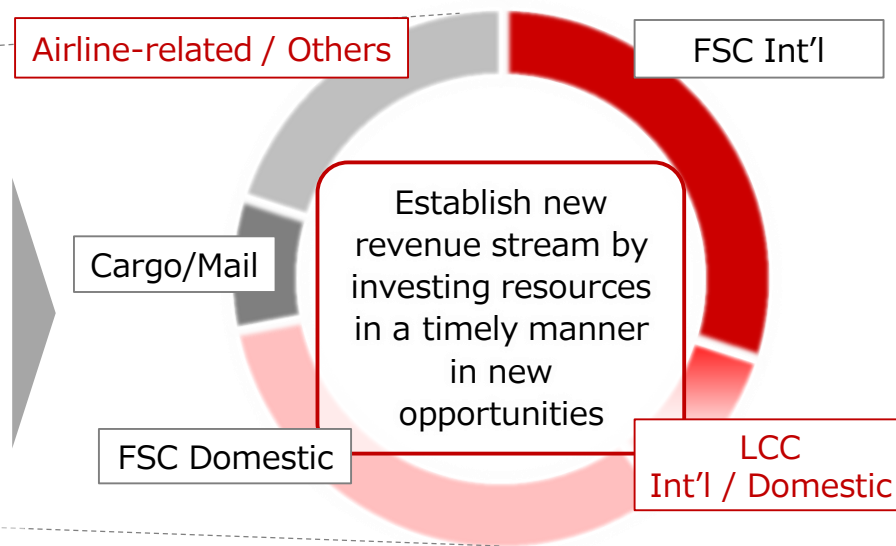 Airline-related / Others
FSC Int’l
Establish new
revenue stream by
investing resources
in a timely manner
in new
opportunities
Cargo/Mail
FSC Domestic
LCC
Int’l / Domestic